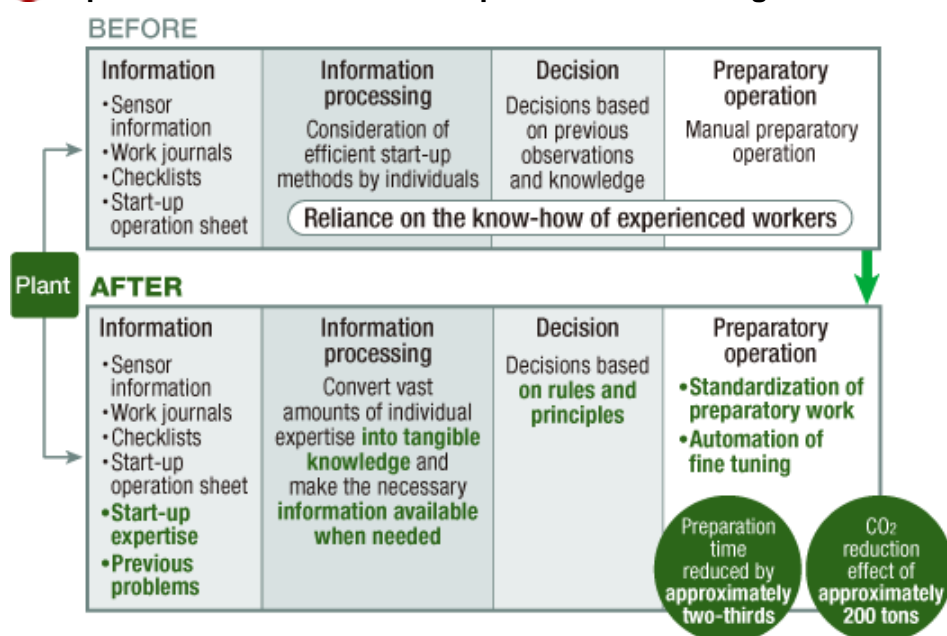 BEFORE
Information
・Sensor
information
・Work journals
・Checklists
・Start-up
operation sheet
Information
processing
Consideration of
efficient start-up
methods by individuals
Decision
Decisions based
on previous
observations
and knowledge
Preparatory
operation
Manual preparatory
operation
Reliance on the know-how of experienced workers
Plant
AFTER
Information
・Sensor
information
・Work journals
・Checklists
・Start-up
operation sheet
•Start-up
expertise
•Previous
problems
Information
processing
Convert vast
amounts of individual
expertise into tangible
knowledge and
make the necessary
information available
when needed
Decision
Decisions based
on rules and
principles
Preparatory
operation
•Standardization of
preparatory work
•Automation of
fine tuning
Preparation
time
reduced by
approximately
two-thirds
CO₂
reduction
effect of
approximately
200 tons